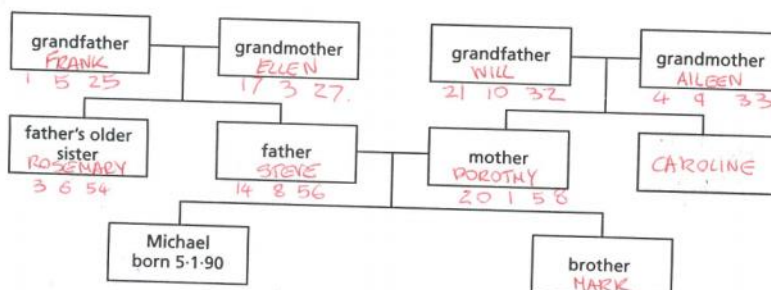 grandfather
FRANK
1 5 25
grandmother
ELLEN
17 3 27.
grandfather
WILL
21 10 32
grandmother
AILEEN
4 9 33
father's older
sister
ROSEMARY
3 6 54
father
STEVE
14 8 56
mother
DOROTHY
20 1 58
CAROLINE
Michael
born 5·1·90
brother
MARK